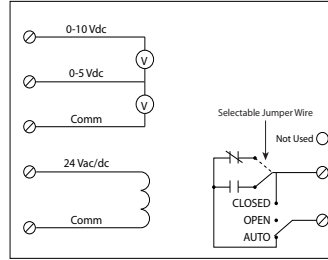 0-10 Vdc
V
0-5 Vdc
V
Comm
Selectable Jumper Wire
Not Used
24 Vac/dc
CLOSED
OPEN
Comm
AUTO